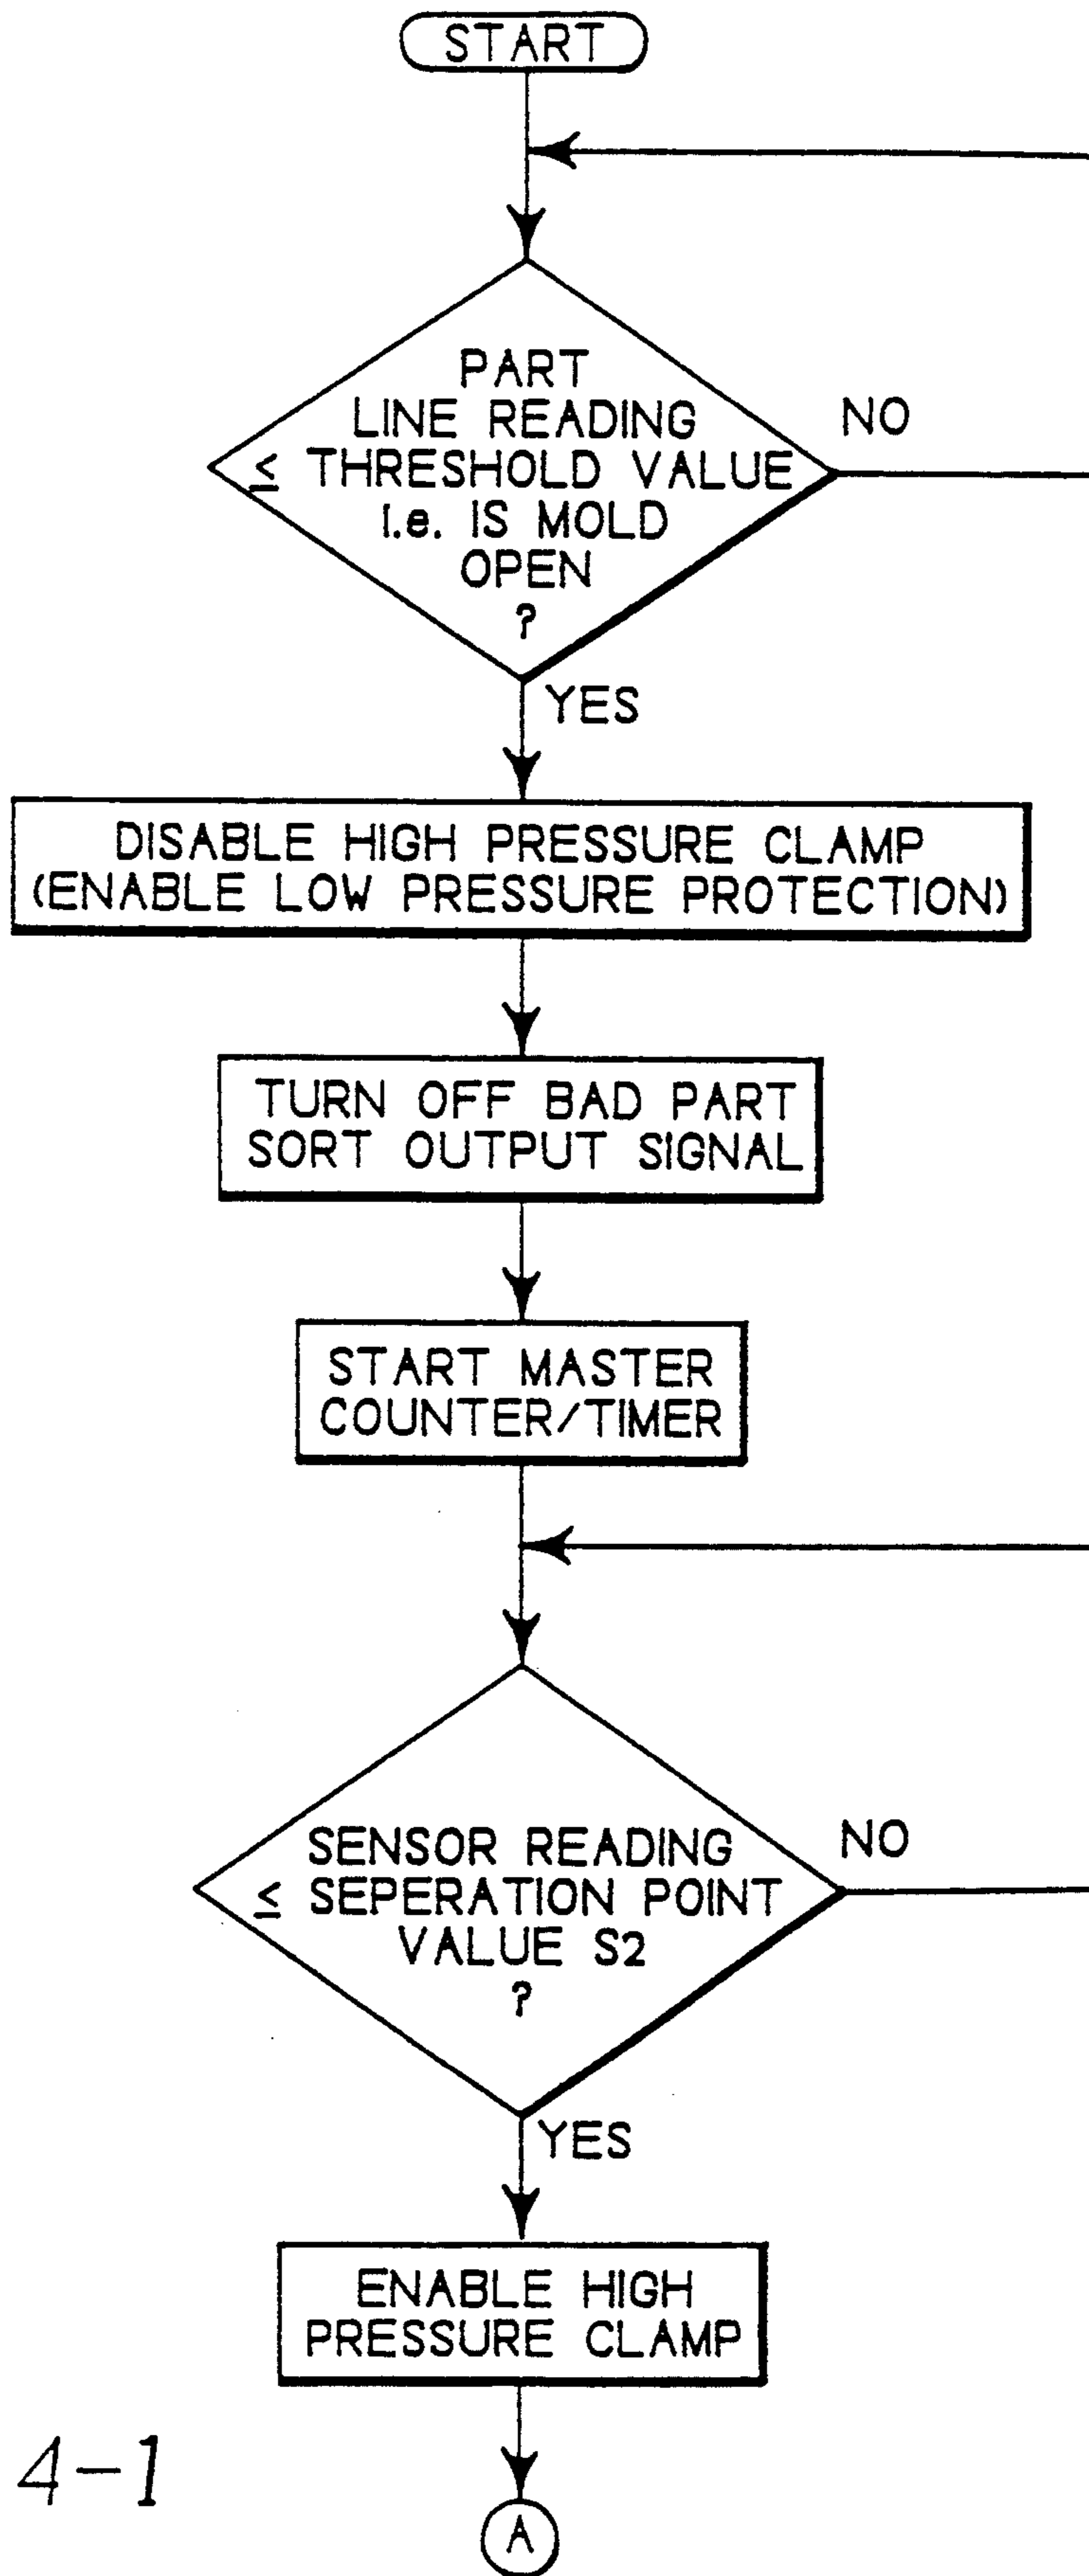 START
PART
LINE READING
≤ THRESHOLD VALUE
I.e. IS MOLD
OPEN
?
NO
YES
DISABLE HIGH PRESSURE CLAMP
(ENABLE LOW PRESSURE PROTECTION)
TURN OFF BAD PART
SORT OUTPUT SIGNAL
START MASTER
COUNTER/TIMER
SENSOR READING
≤ SEPERATION POINT
VALUE S2
?
NO
YES
ENABLE HIGH
PRESSURE CLAMP
4-1
A